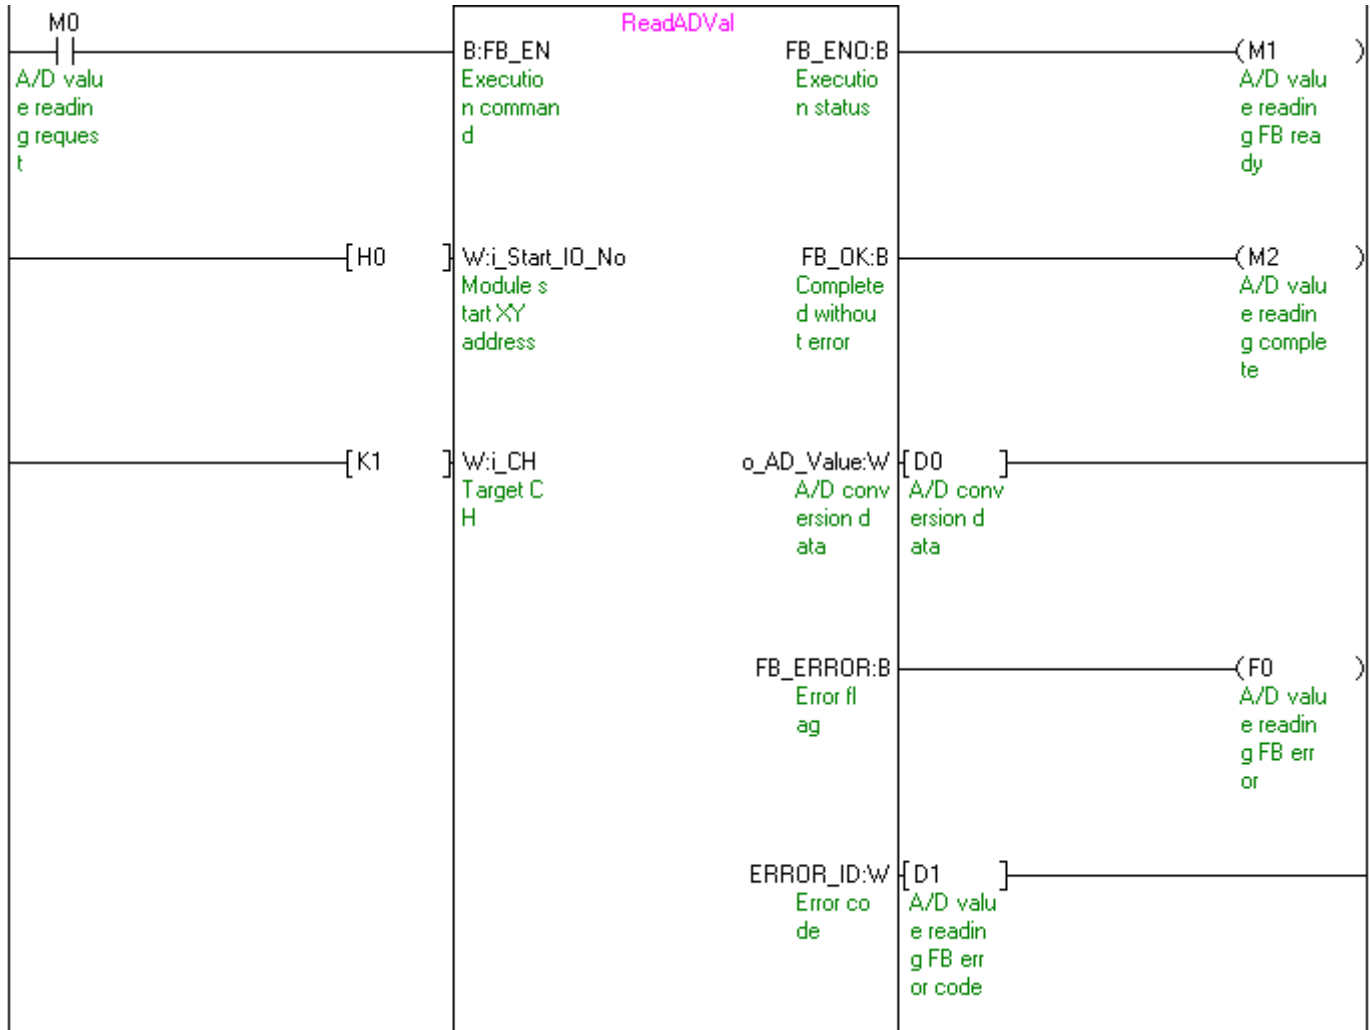 M0
ReadADVal
B:FB_EN
FB_ENO:B
(M1 )
A/D valu
e readin
g reques
t
Executio
n comman
d
Executio
n status
A/D valu
e readin
g FB rea
dy
[H0 ]
W:i_Start_IO_No
FB_OK:B
(M2 )
Module s
tart XY
address
Complete
d withou
t error
A/D valu
e readin
g comple
te
[K1 ]
W:i_CH
o_AD_Value:W
[D0 ]
Target C
H
A/D conv
ersion d
ata
A/D conv
ersion d
ata
FB_ERROR:B
(F0 )
Error fl
ag
A/D valu
e readin
g FB err
or
ERROR_ID:W
[D1 ]
Error co
de
A/D valu
e readin
g FB err
or code